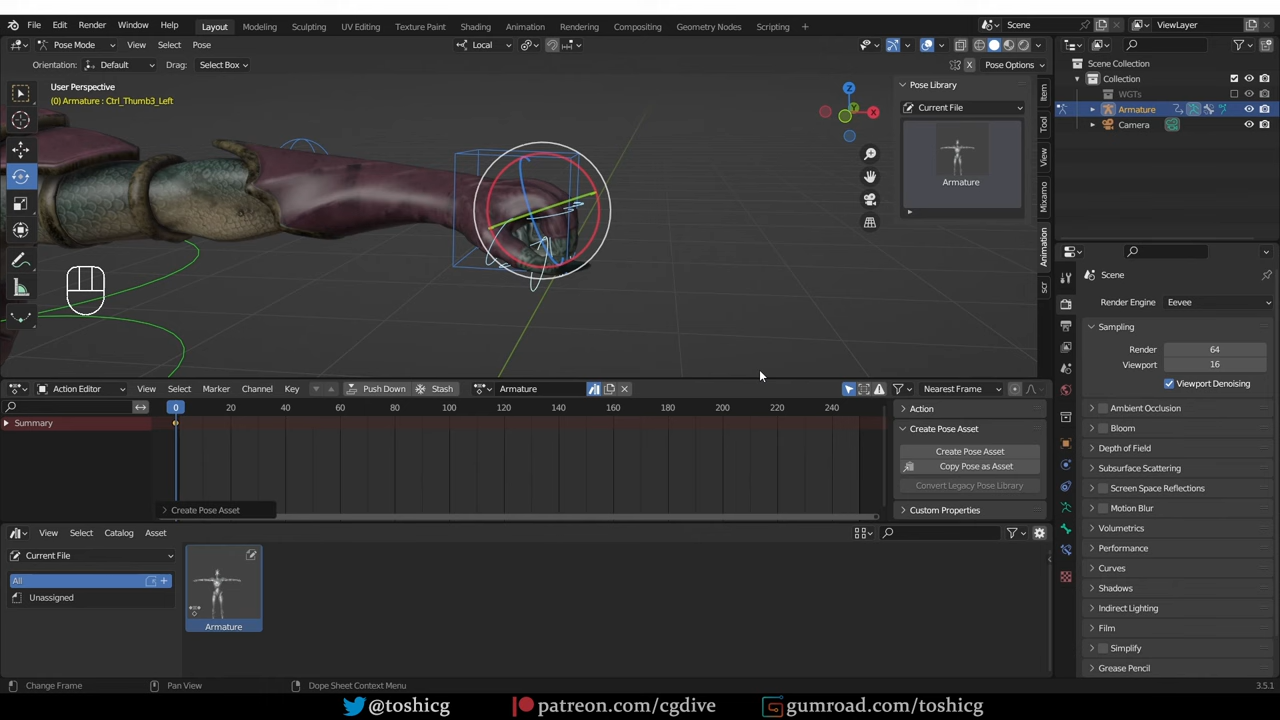 File Edit Render Window Help Layout Modeling Sculpting UV Editing Texture Paint Shading Animation Rendering Compositing Geometry Nodes Scripting + Scene ViewLayer
Pose Mode View Select Pose Local
Orientation: Default Drag: Select Box X Pose Options
User Perspective
(0) Armature : Ctrl_Thumb3_Left
Z
Y
X
Pose Library
Current File
Armature
Item
Tool
View
Mixamo
Animation
scr
Scene Collection
Collection
WGTs
Armature
Camera
Scene
Render Engine Eevee
Sampling
Render 64
Viewport 16
Viewport Denoising
Ambient Occlusion
Bloom
Depth of Field
Subsurface Scattering
Screen Space Reflections
Motion Blur
Volumetrics
Performance
Curves
Shadows
Indirect Lighting
Film
Simplify
Grease Pencil
Action Editor View Select Marker Channel Key Push Down Stash Armature Nearest Frame
0 20 40 60 80 100 120 140 160 180 200 220 240
Summary
Create Pose Asset
Action
Create Pose Asset
Create Pose Asset
Copy Pose as Asset
Convert Legacy Pose Library
Custom Properties
View Select Catalog Asset
Current File
All
Unassigned
Armature
Change Frame Pan View Dope Sheet Context Menu 3.5.1
@toshicg patreon.com/cgdive gumroad.com/toshicg